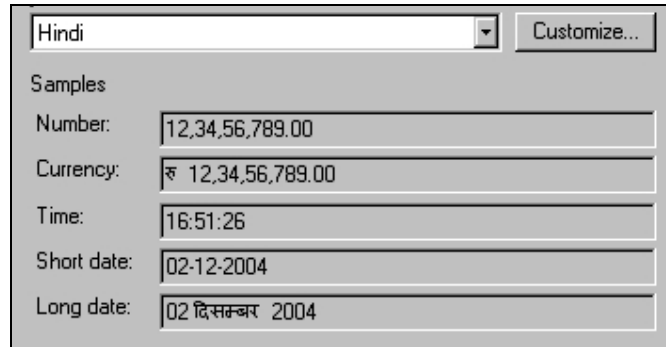 Hindi Customize...
Samples
Number: 12,34,56,789.00
Currency: रु 12,34,56,789.00
Time: 16:51:26
Short date: 02-12-2004
Long date: 02 दिसम्बर 2004